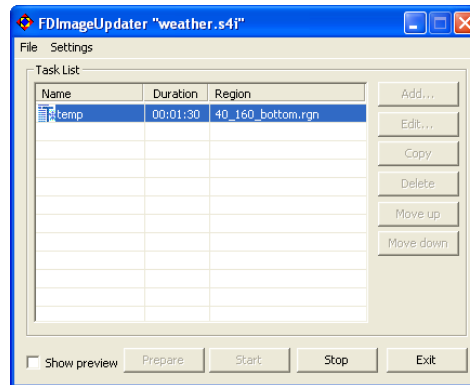 FDImageUpdater "weather.s4i"
File Settings
Task List
Name Duration Region
temp 00:01:30 40_160_bottom.rgn
Add...
Edit...
Copy
Delete
Move up
Move down
Show preview Prepare Start Stop Exit